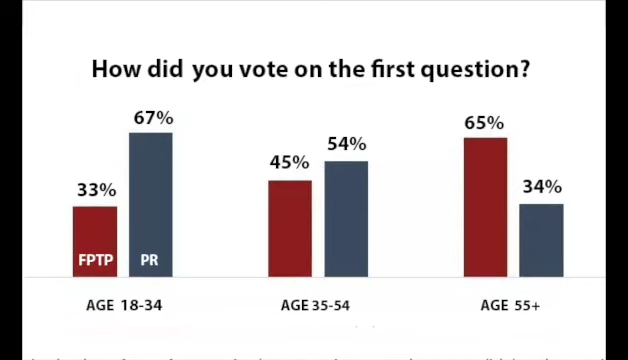 How did you vote on the first question?
67%
65%
54%
45%
33%
34%
FPTP PR
AGE 18-34 AGE 35-54 AGE 55+